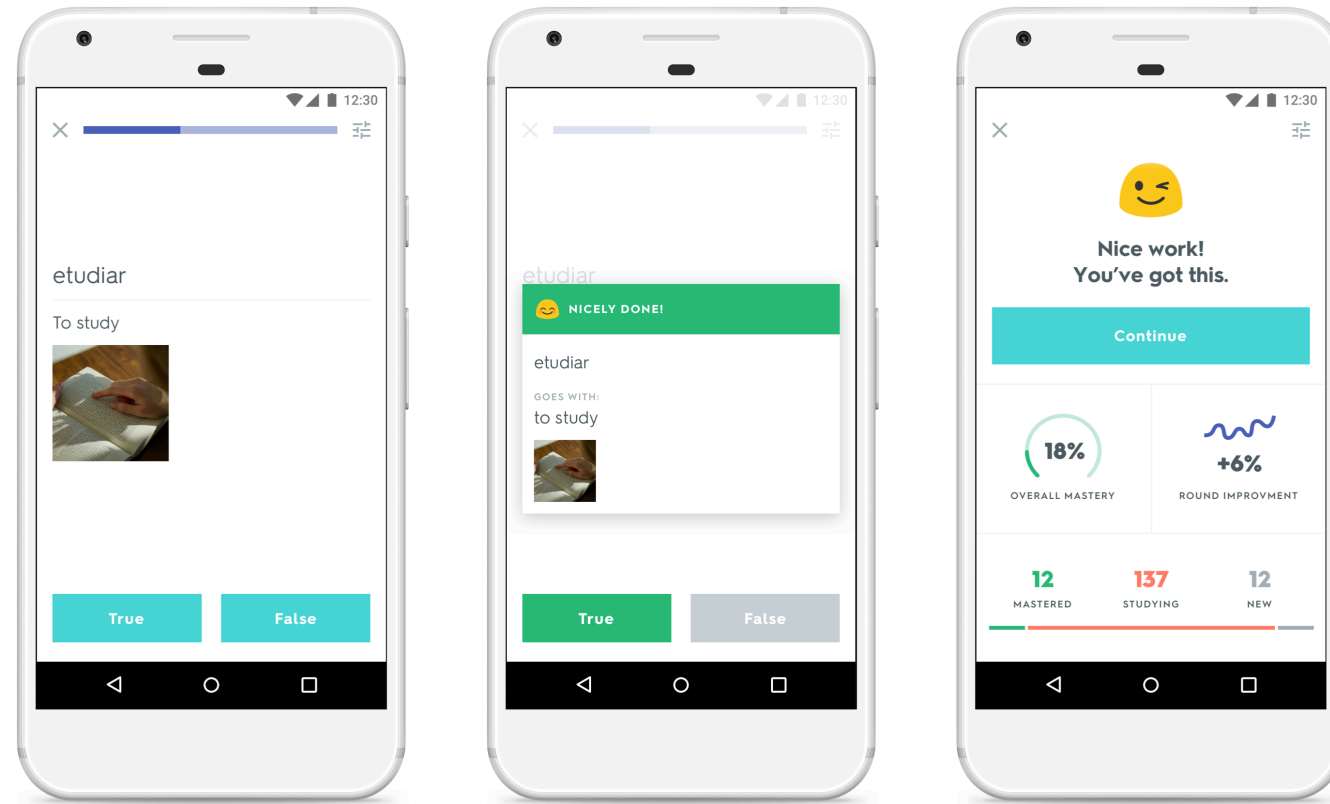 12:30
etudiar
To study
True
False
12:30
etudiar
NICELY DONE!
etudiar
GOES WITH:
to study
True
False
12:30
Nice work!
You've got this.
Continue
18%
OVERALL MASTERY
+6%
ROUND IMPROVMENT
12
137
12
MASTERED
STUDYING
NEW